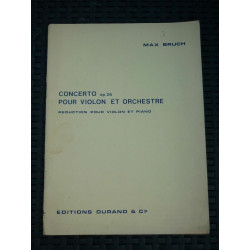 MAX BRUCH
CONCERTO op.26
POUR VIOLON ET ORCHESTRE
REDUCTION POUR VIOLON ET PIANO
EDITIONS DURAND & Cie